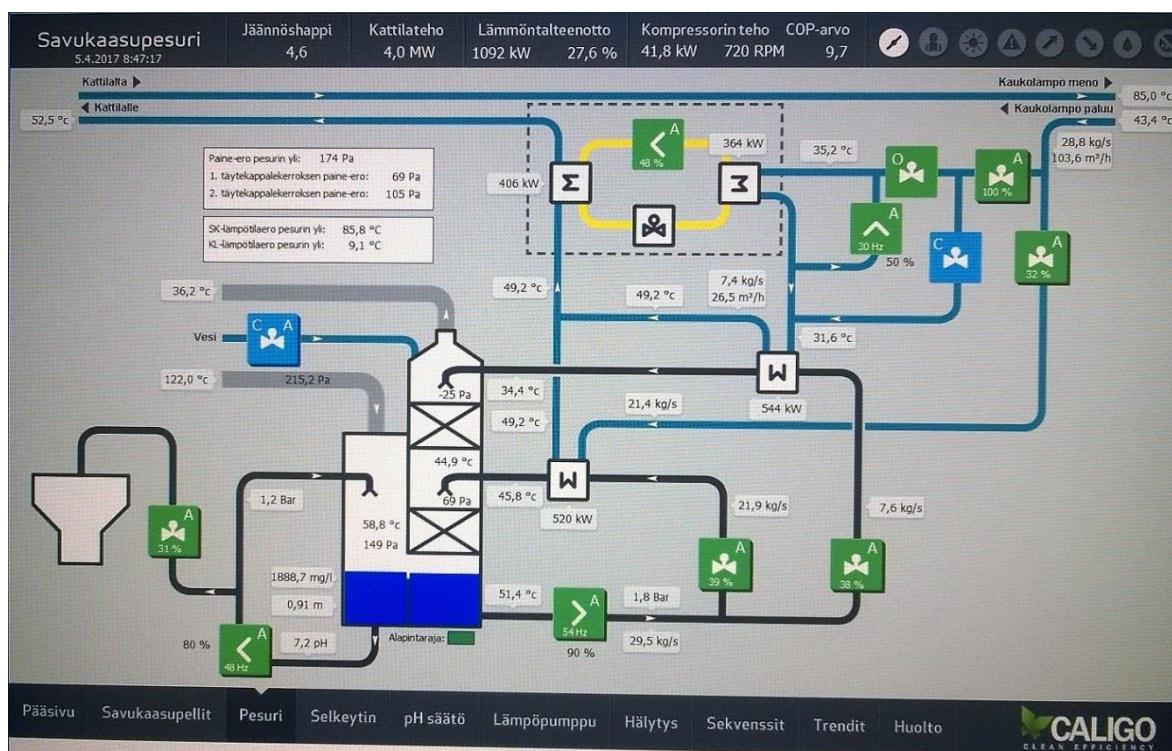 Savukaasupesuri
5.4.2017 8:47:17
Jäännöshappi
4,6
Kattilateho
4,0 MW
Lämmöntalteenotto
1092 kW 27,6 %
Kompressorin teho
41,8 kW 720 RPM
COP-arvo
9,7
Kattilalta
Kattilalle
52,5 °c
Kaukolämpö meno
85,0 °c
Kaukolämpö paluu
43,4 °c
28,8 kg/s
103,6 m³/h
Paine-ero pesurin yli: 174 Pa
1. täytekappalekerroksen paine-ero: 69 Pa
2. täytekappalekerroksen paine-ero: 105 Pa
SK-lämpötilaero pesurin yli: 85,8 °C
KL-lämpötilaero pesurin yli: 9,1 °C
A
48 %
364 kW
406 kW
Σ
Σ
35,2 °c
O
A
100 %
A
30 Hz
50 %
C
A
32 %
36,2 °c
49,2 °c
49,2 °c
7,4 kg/s
26,5 m³/h
31,6 °c
Vesi
C A
122,0 °c
215,2 Pa
-25 Pa
34,4 °c
49,2 °c
21,4 kg/s
544 kW
44,9 °c
69 Pa
45,8 °c
520 kW
1,2 Bar
58,8 °c
149 Pa
21,9 kg/s
7,6 kg/s
A
31 %
A
39 %
A
38 %
1888,7 mg/l
0,91 m
51,4 °c
A
54 Hz
90 %
1,8 Bar
29,5 kg/s
80 %
A
48 Hz
7,2 pH
Alapintaraja:
Pääsivu Savukaasupellit Pesuri Selkeytin pH säätö Lämpöpumppu Hälytys Sekvenssit Trendit Huolto
CALIGO
CLEAN EFFICIENCY